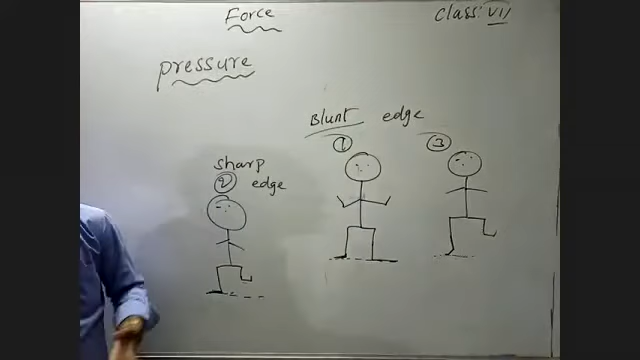 Force
Class: VII
pressure
Blunt edge
① ③
sharp
② edge